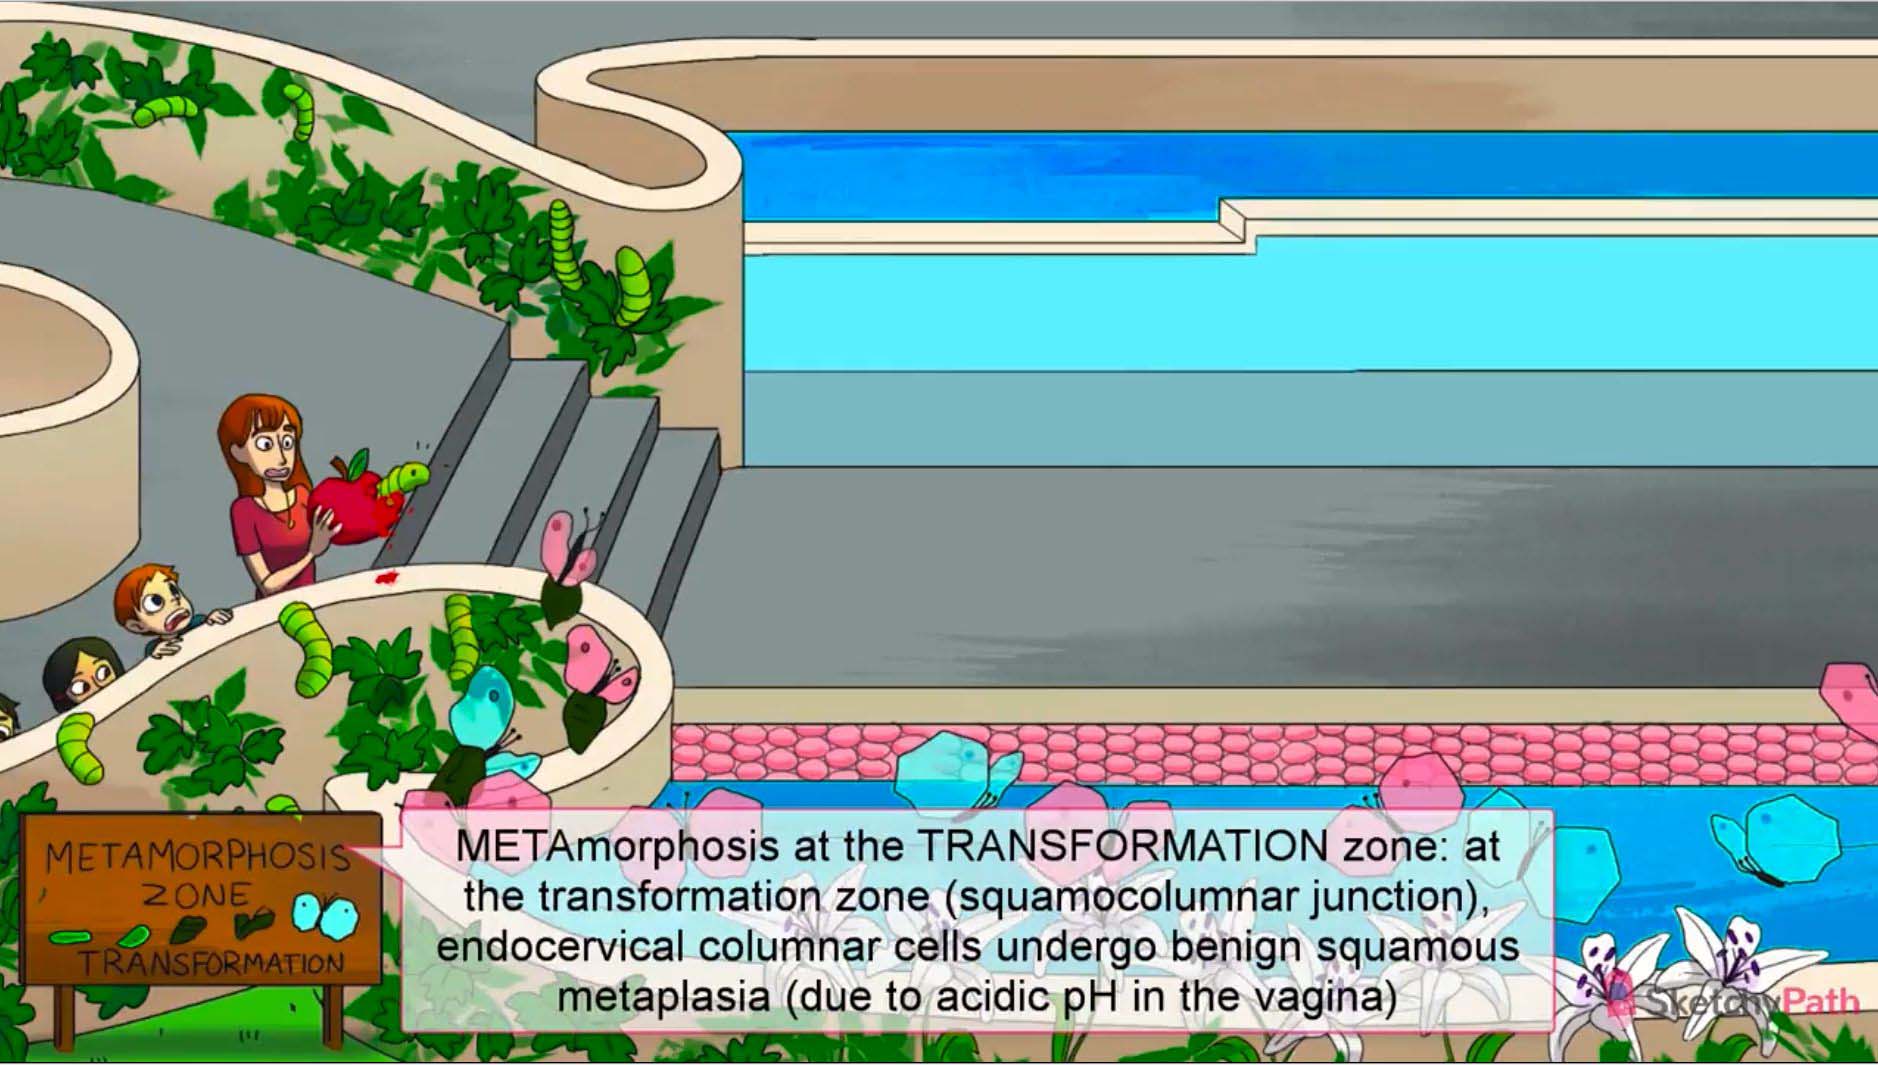 METAMORPHOSIS
ZONE
TRANSFORMATION
METAmorphosis at the TRANSFORMATION zone: at
the transformation zone (squamocolumnar junction),
endocervical columnar cells undergo benign squamous
metaplasia (due to acidic pH in the vagina)
SketchyPath